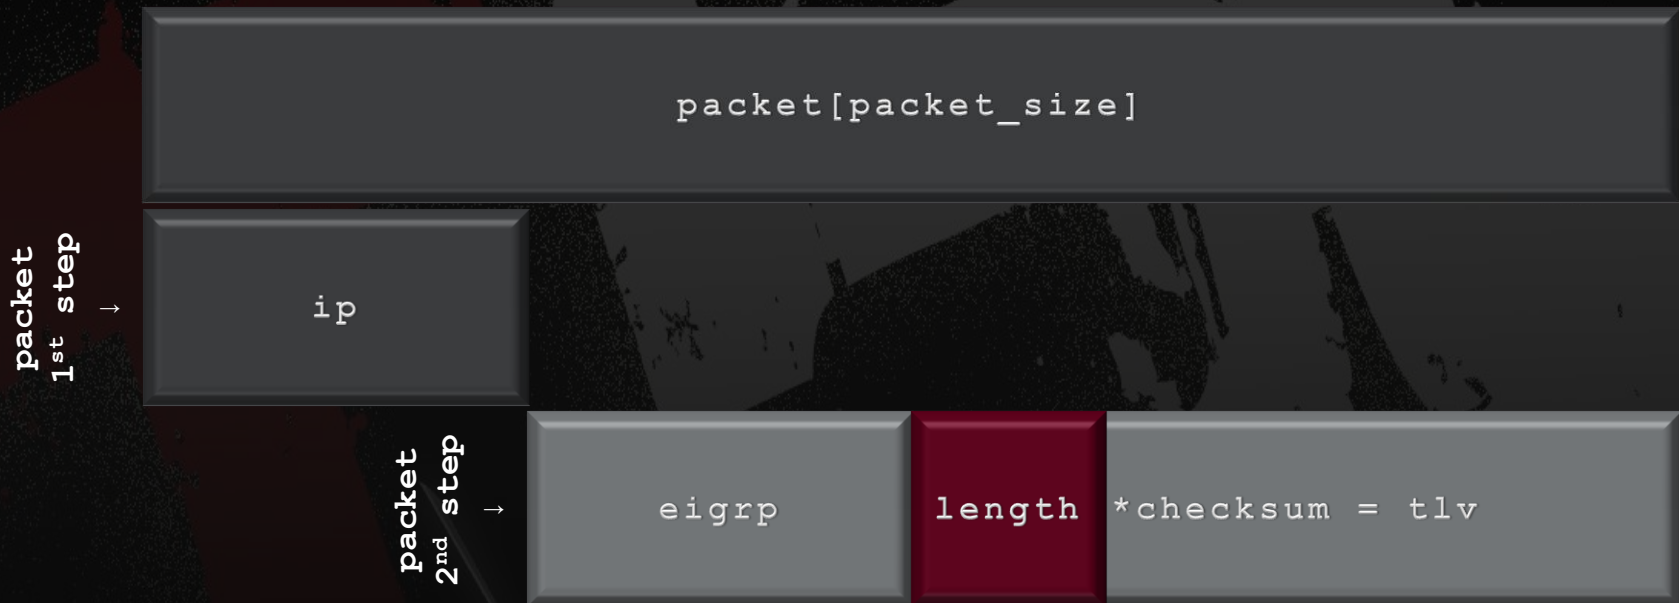 packet[packet_size]
packet
1st step
→
ip
packet
2nd step
→
eigrp
length
*checksum = tlv